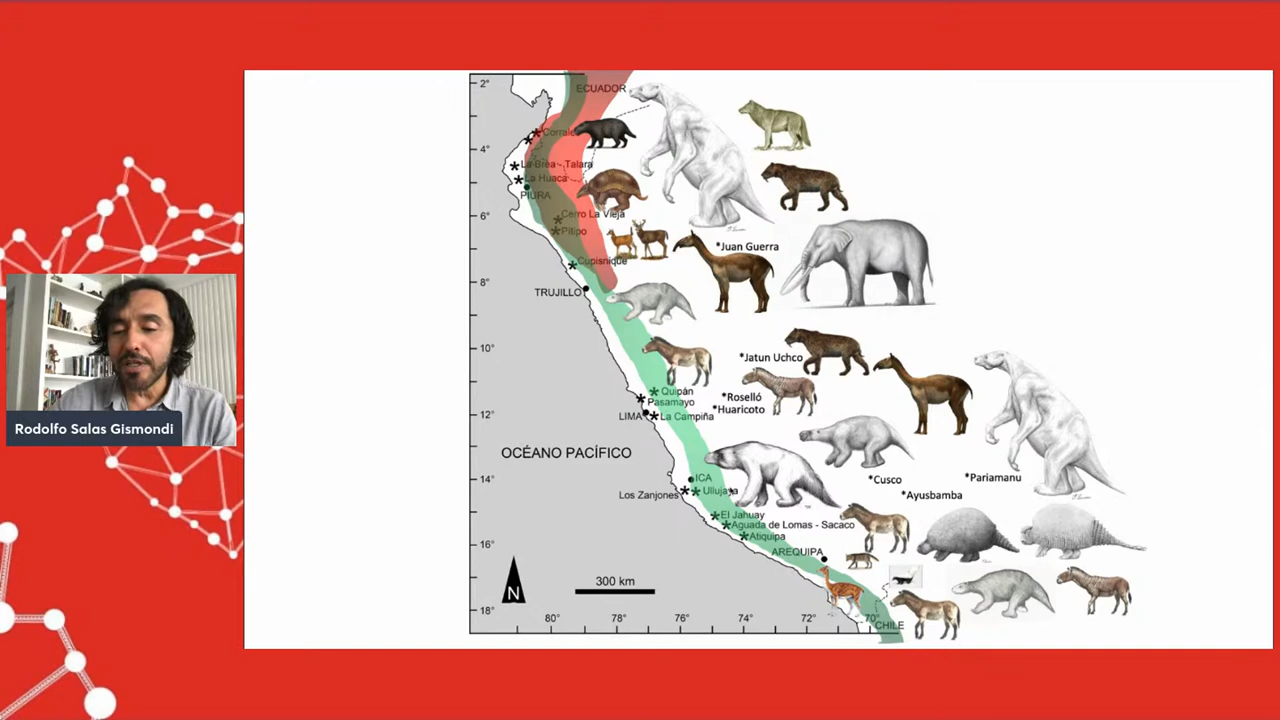 2°
ECUADOR
Corrales
4°
La Brea - Talara
La Huaca
PIURA
6°
Cerro La Vieja
Pitipo
*Juan Guerra
Cupisnique
8°
TRUJILLO
10°
*Jatun Uchco
Quipán
*Roselló
Pasamayo
*Huaricoto
12°
LIMA
La Campiña
Rodolfo Salas Gismondi
OCÉANO PACÍFICO
14°
ICA
*Cusco
*Pariamanu
Los Zanjones
Ullujaya
*Ayusbamba
El Jahuay
Aguada de Lomas - Sacaco
Atiquipa
16°
AREQUIPA
300 km
N
18°
80°
78°
76°
74°
72°
70°
CHILE